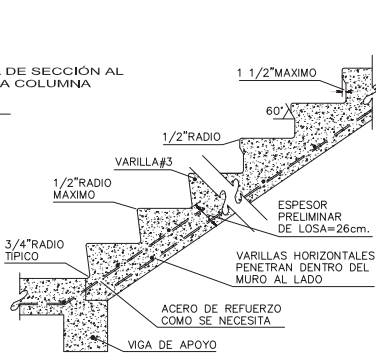 DE SECCIÓN AL
A COLUMNA
1 1/2"MAXIMO
60°
1/2"RADIO
VARILLA#3
1/2"RADIO
MAXIMO
ESPESOR
PRELIMINAR
DE LOSA=26cm.
3/4"RADIO
TIPICO
VARILLAS HORIZONTALES
PENETRAN DENTRO DEL
MURO AL LADO
ACERO DE REFUERZO
COMO SE NECESITA
VIGA DE APOYO